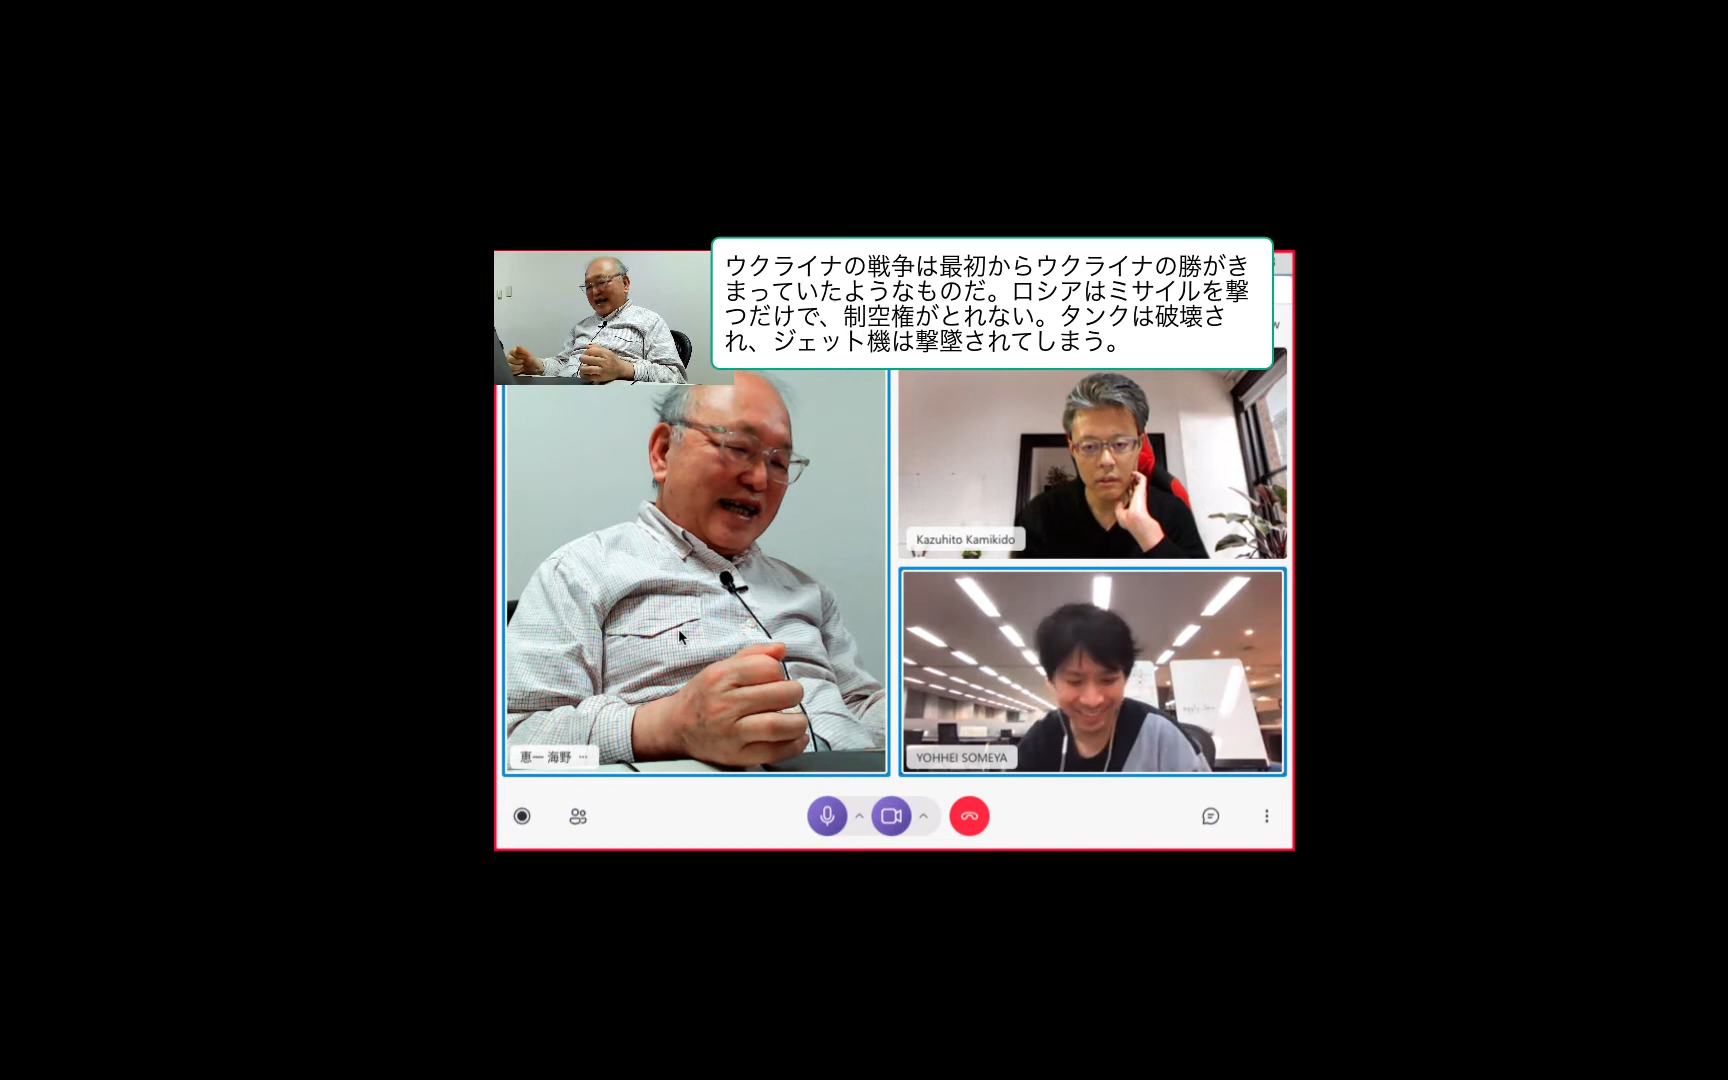 ウクライナの戦争は最初からウクライナの勝がき
まっていたようなものだ。ロシアはミサイルを撃
つだけで、制空権がとれない。タンクは破壊さ
れ、ジェット機は撃墜されてしまう。
Kazuhito Kamikido
恵一 海野 ···
YOHHEI SOMEYA